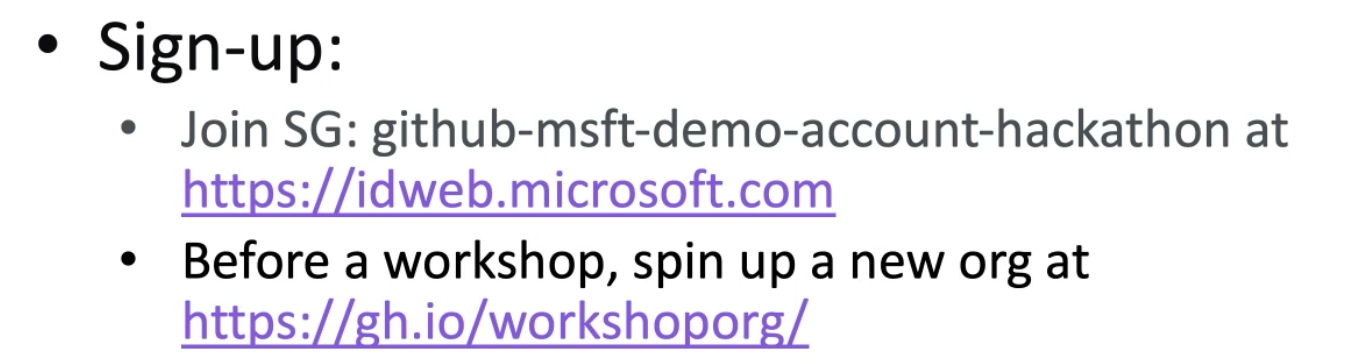 • Sign-up:
• Join SG: github-msft-demo-account-hackathon at
https://idweb.microsoft.com
• Before a workshop, spin up a new org at
https://gh.io/workshoporg/